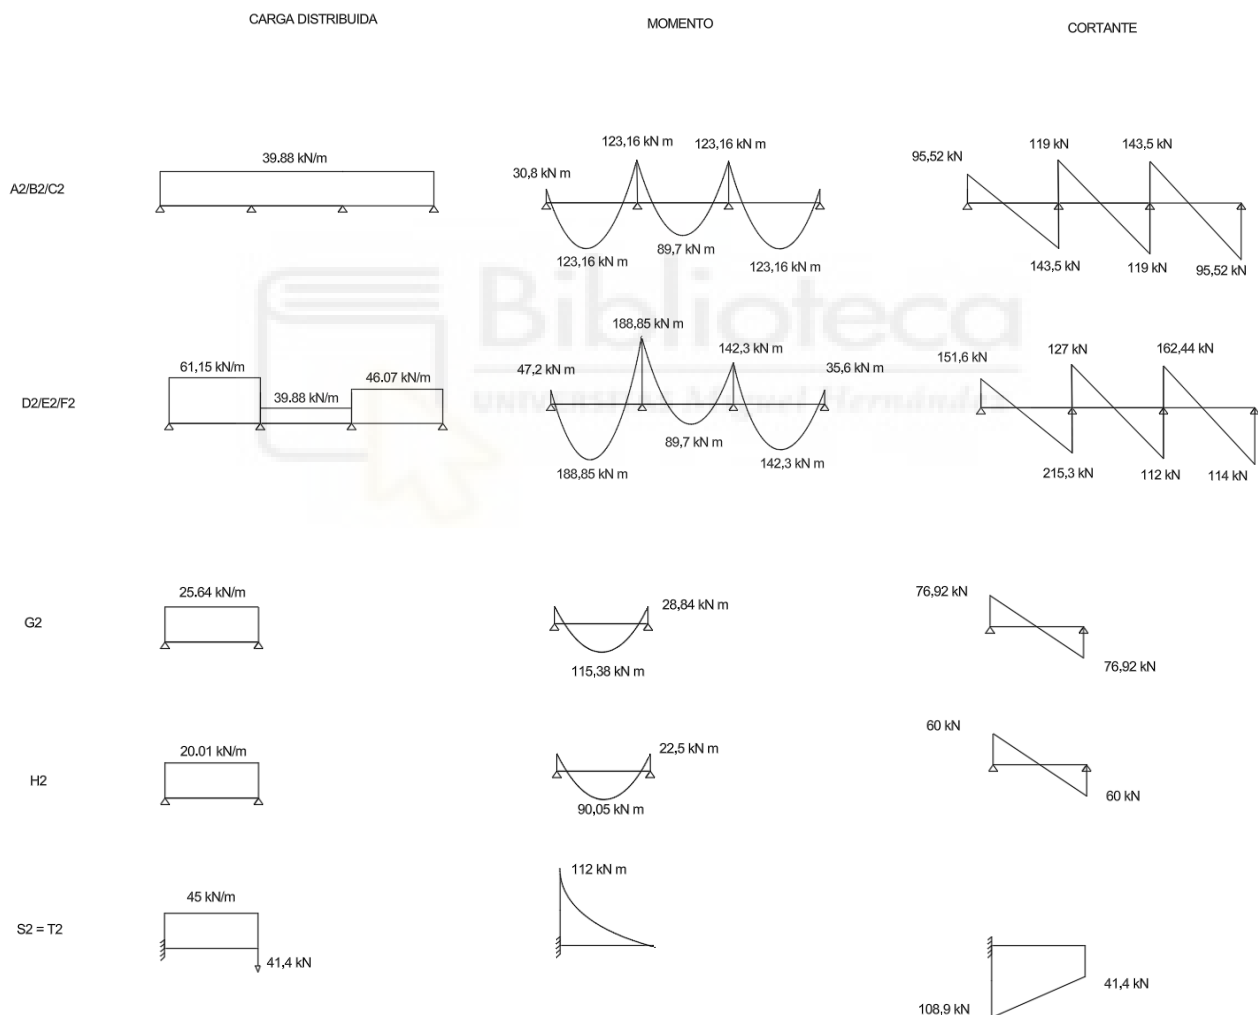 CARGA DISTRIBUIDA
MOMENTO
CORTANTE
A2/B2/C2
39.88 kN/m
30,8 kN m
123,16 kN m
123,16 kN m
123,16 kN m
89,7 kN m
123,16 kN m
95,52 kN
119 kN
143,5 kN
143,5 kN
119 kN
95,52 kN
Biblioteca
UNIVERSITAS Miguel Hernández
D2/E2/F2
61,15 kN/m
39.88 kN/m
46.07 kN/m
47,2 kN m
188,85 kN m
142,3 kN m
35,6 kN m
188,85 kN m
89,7 kN m
142,3 kN m
151,6 kN
127 kN
162,44 kN
215,3 kN
112 kN
114 kN
G2
25.64 kN/m
28,84 kN m
115,38 kN m
76,92 kN
76,92 kN
H2
20.01 kN/m
22,5 kN m
90,05 kN m
60 kN
60 kN
S2 = T2
45 kN/m
41,4 kN
112 kN m
41,4 kN
108,9 kN